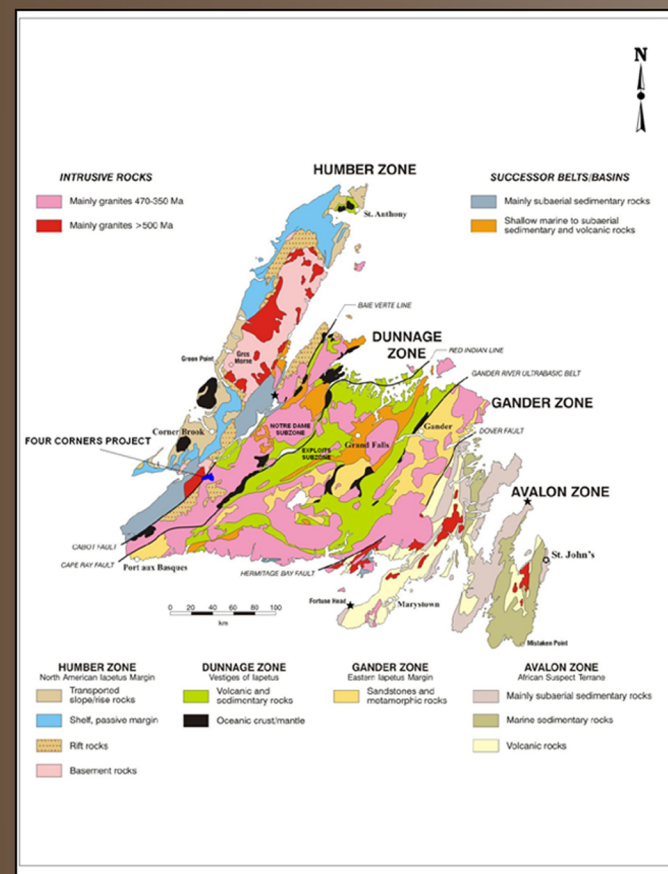 N
HUMBER ZONE
INTRUSIVE ROCKS
Mainly granites 470-350 Ma
Mainly granites >500 Ma
SUCCESSOR BELTS/BASINS
Mainly subaerial sedimentary rocks
Shallow marine to subaerial
sedimentary and volcanic rocks
St. Anthony
BAIE VERTE LINE
DUNNAGE
ZONE
RED INDIAN LINE
Green Point
Gros
Morne
GANDER RIVER ULTRABASIC BELT
GANDER ZONE
DOVER FAULT
NOTRE DAME
SUBZONE
Corner Brook
Gander
Grand Falls
FOUR CORNERS PROJECT
EXPLOITS
SUBZONE
AVALON ZONE
CABOT FAULT
St. John's
CAPE RAY FAULT
Port aux Basques
HERMITAGE BAY FAULT
Fortune Head
Marystown
0 20 40 60 80 100
km
Mistaken Point
HUMBER ZONE
North American Iapetus Margin
Transported
slope/rise rocks
Shelf, passive margin
Rift rocks
Basement rocks
DUNNAGE ZONE
Vestiges of Iapetus
Volcanic and
sedimentary rocks
Oceanic crust/mantle
GANDER ZONE
Eastern Iapetus Margin
Sandstones and
metamorphic rocks
AVALON ZONE
African Suspect Terrane
Mainly subaerial sedimentary rocks
Marine sedimentary rocks
Volcanic rocks